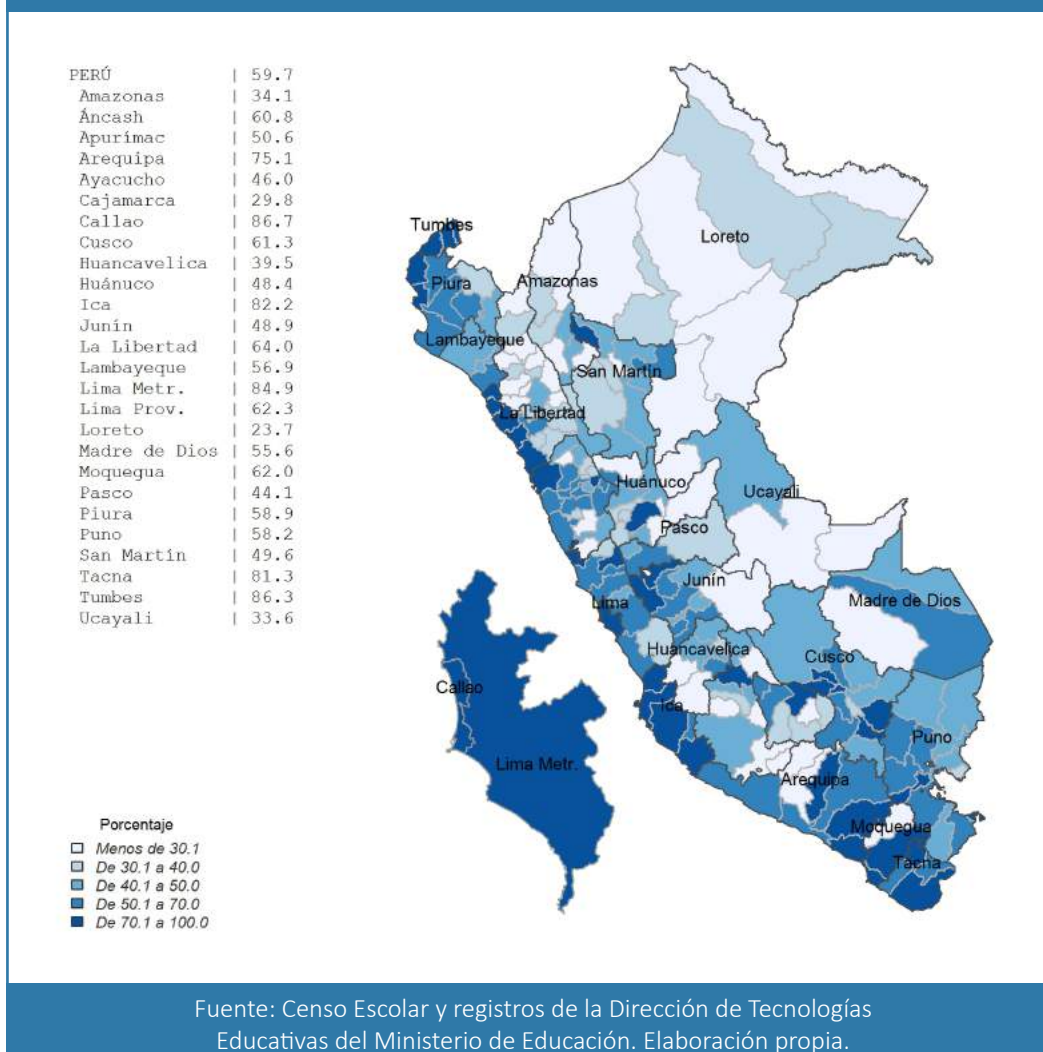 PERÚ | 59.7
Amazonas | 34.1
Áncash | 60.8
Apurímac | 50.6
Arequipa | 75.1
Ayacucho | 46.0
Cajamarca | 29.8
Callao | 86.7
Cusco | 61.3
Huancavelica | 39.5
Huánuco | 48.4
Ica | 82.2
Junín | 48.9
La Libertad | 64.0
Lambayeque | 56.9
Lima Metr. | 84.9
Lima Prov. | 62.3
Loreto | 23.7
Madre de Dios | 55.6
Moquegua | 62.0
Pasco | 44.1
Piura | 58.9
Puno | 58.2
San Martín | 49.6
Tacna | 81.3
Tumbes | 86.3
Ucayali | 33.6
Tumbes
Loreto
Piura
Amazonas
Lambayeque
San Martín
La Libertad
Huánuco
Ucayali
Pasco
Junín
Lima
Madre de Dios
Huancavelica
Cusco
Callao
Ica
Puno
Lima Metr.
Arequipa
Moquegua
Tacna
Porcentaje
Menos de 30.1
De 30.1 a 40.0
De 40.1 a 50.0
De 50.1 a 70.0
De 70.1 a 100.0
Fuente: Censo Escolar y registros de la Dirección de Tecnologías
Educativas del Ministerio de Educación. Elaboración propia.